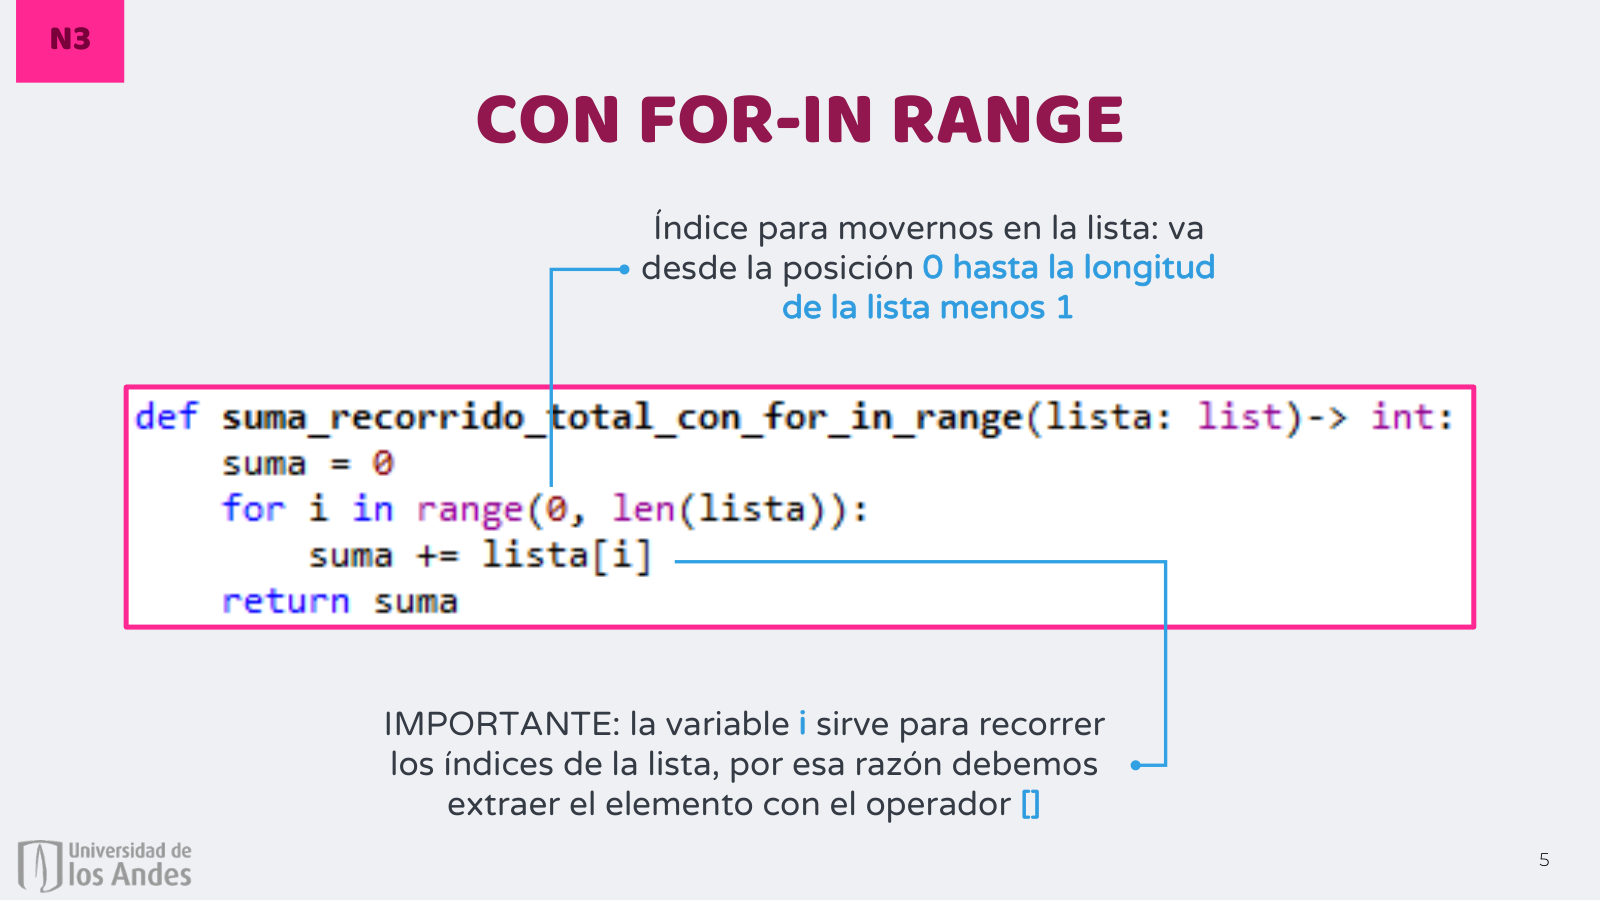 N3
CON FOR-IN RANGE
Índice para movernos en la lista: va
desde la posición 0 hasta la longitud
de la lista menos 1
def suma_recorrido_total_con_for_in_range(lista: list)-> int:
    suma = 0
    for i in range(0, len(lista)):
        suma += lista[i]
    return suma
IMPORTANTE: la variable i sirve para recorrer
los índices de la lista, por esa razón debemos
extraer el elemento con el operador []
Universidad de
los Andes
5